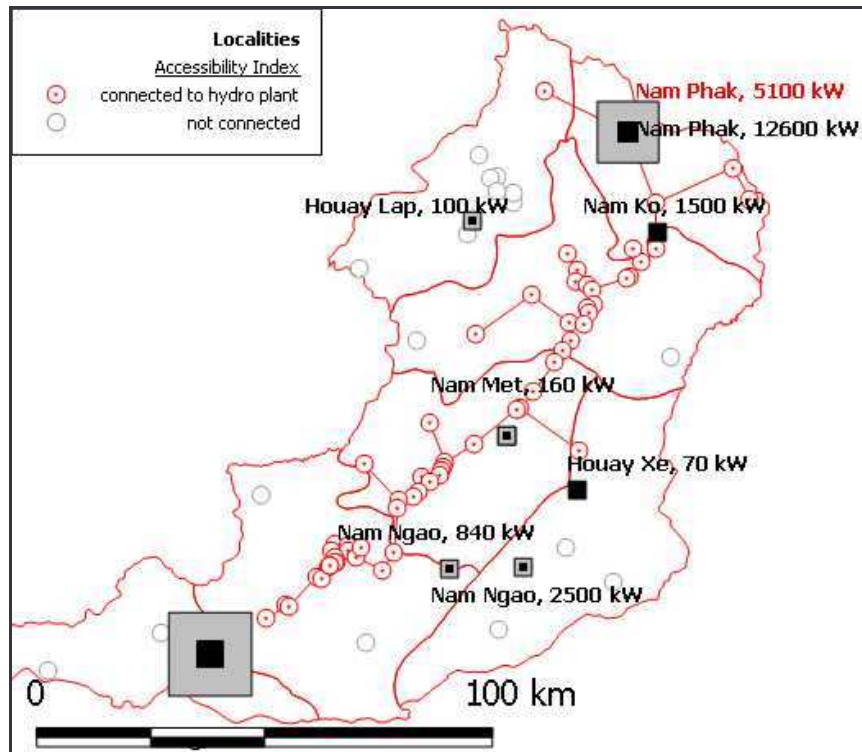 Localities
Accessibility Index
connected to hydro plant
not connected
Nam Phak, 5100 kW
Nam Phak, 12600 kW
Houay Lap, 100 kW
Nam Ko, 1500 kW
Nam Met, 160 kW
Houay Xe, 70 kW
Nam Ngao, 840 kW
Nam Ngao, 2500 kW
0
100 km